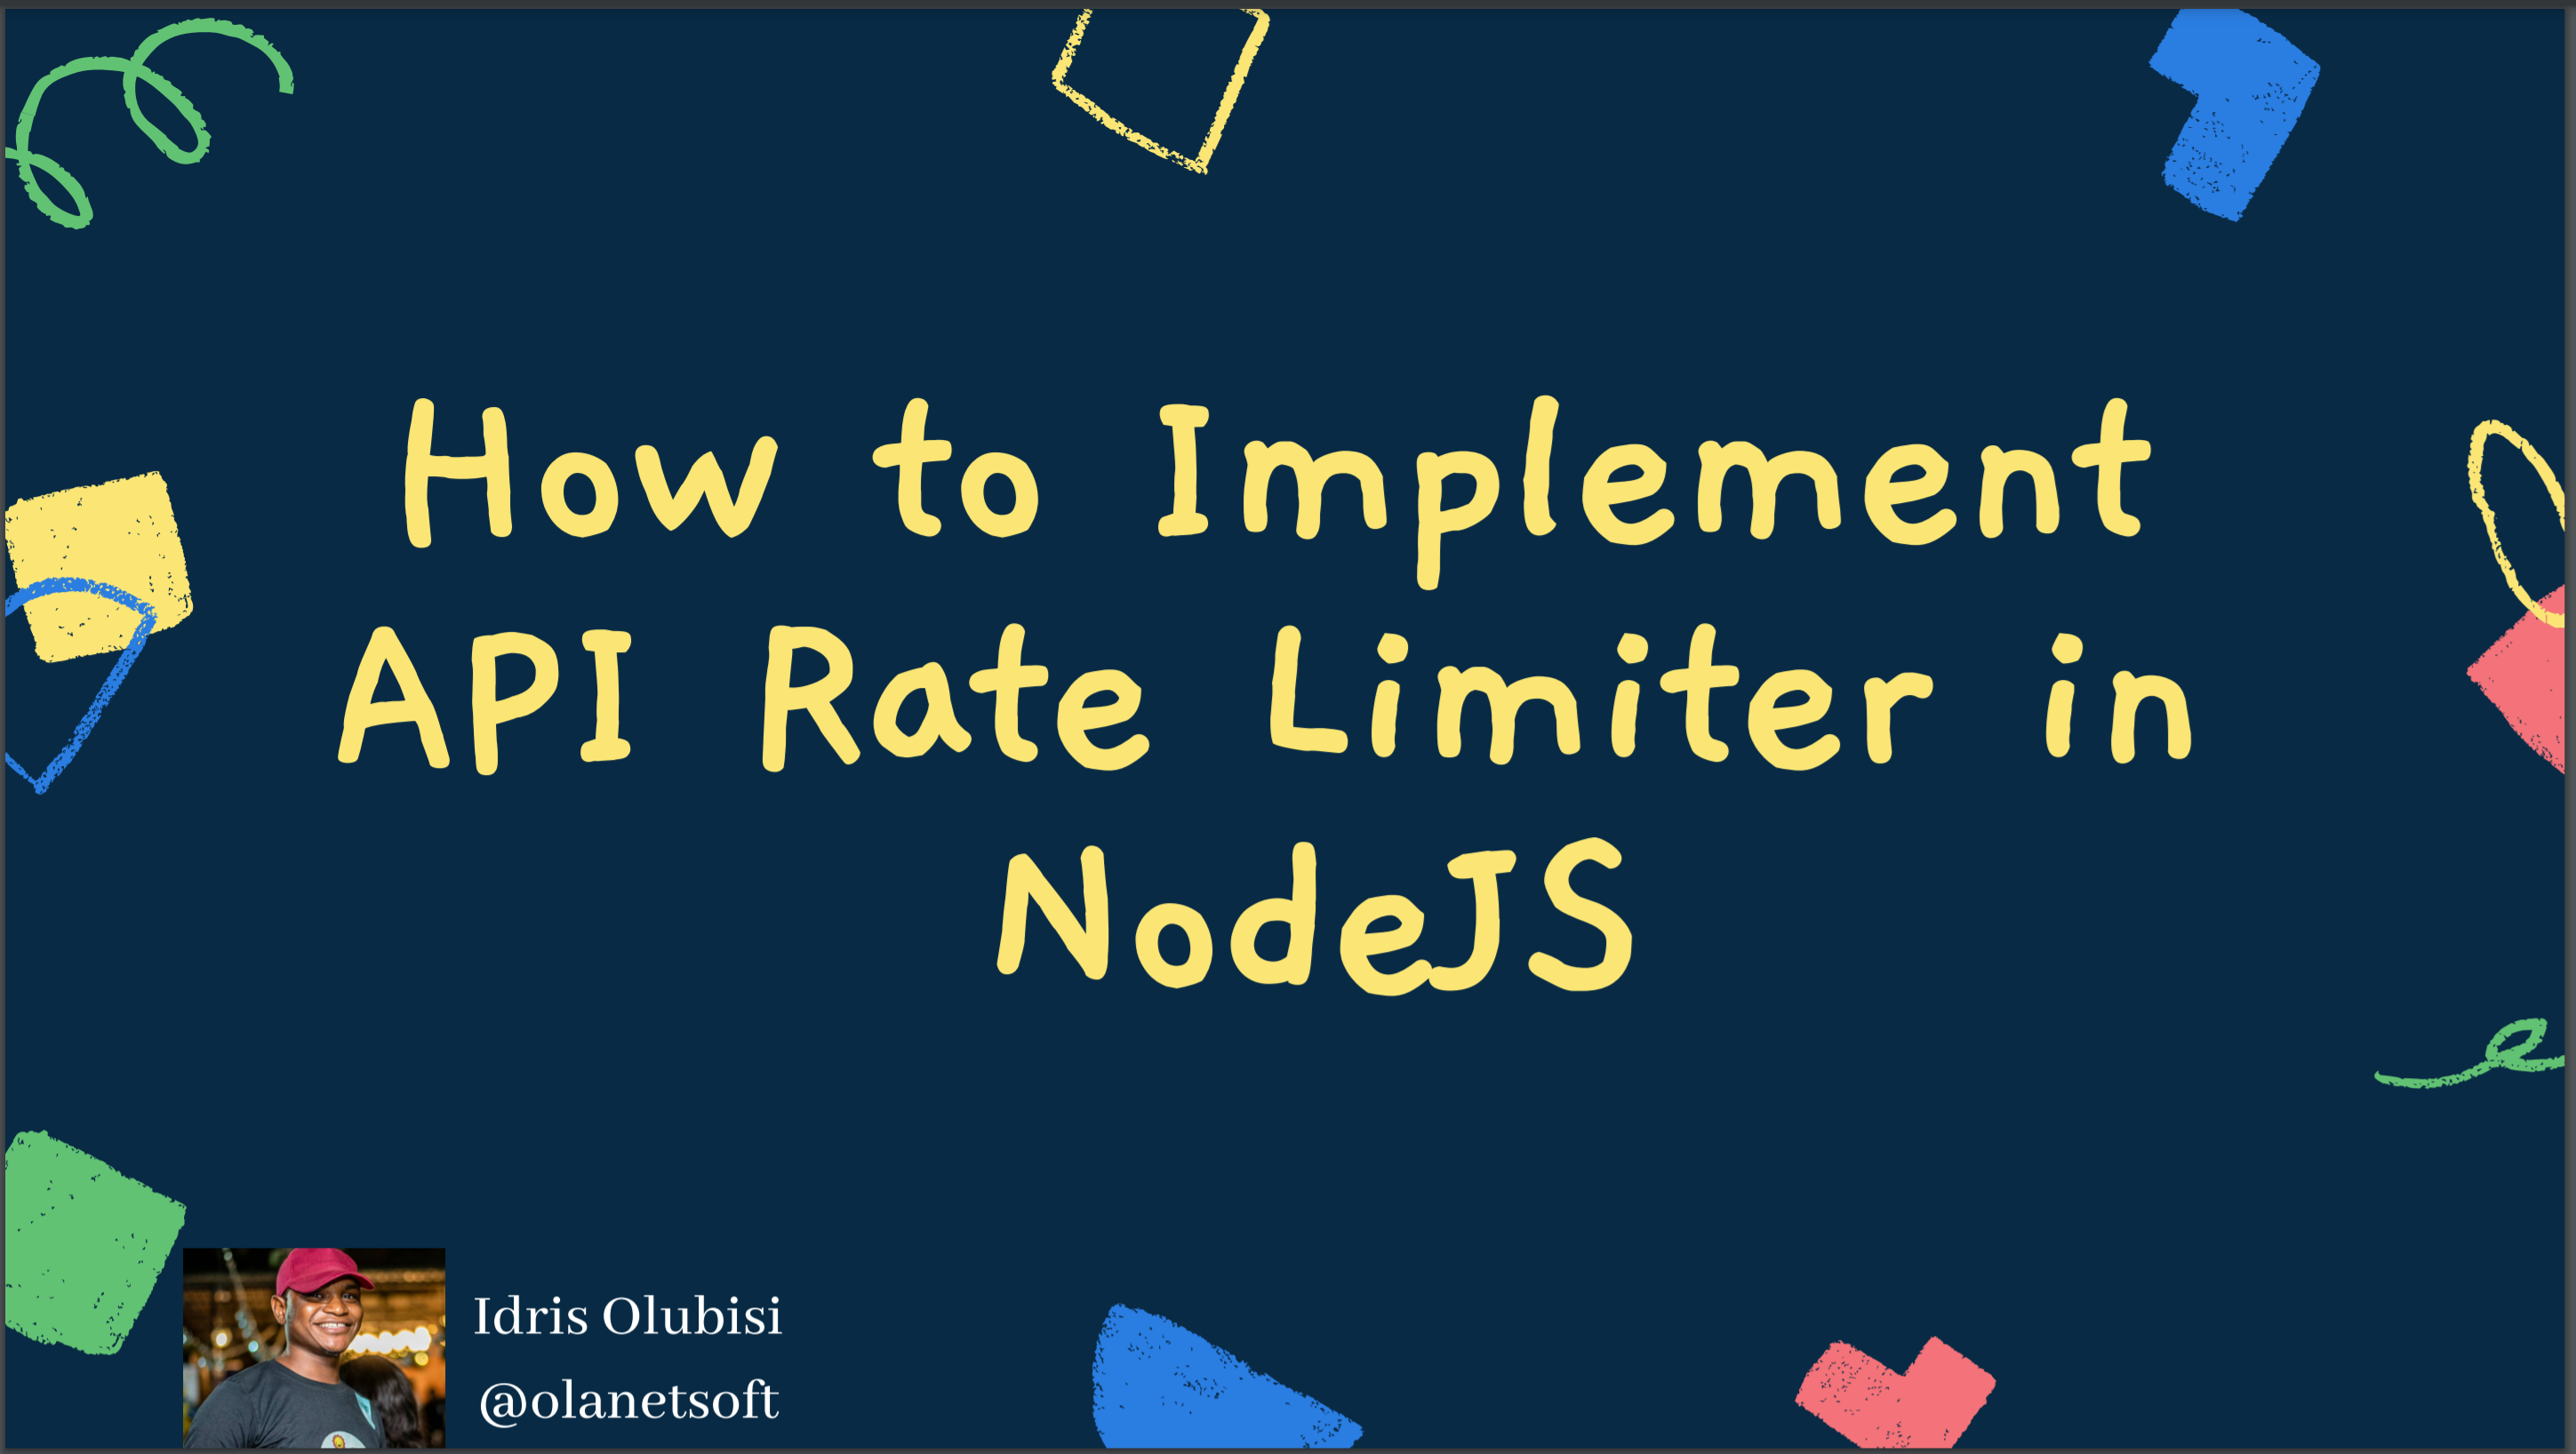 How to Implement
API Rate Limiter in
NodeJS
Idris Olubisi
@olanetsoft